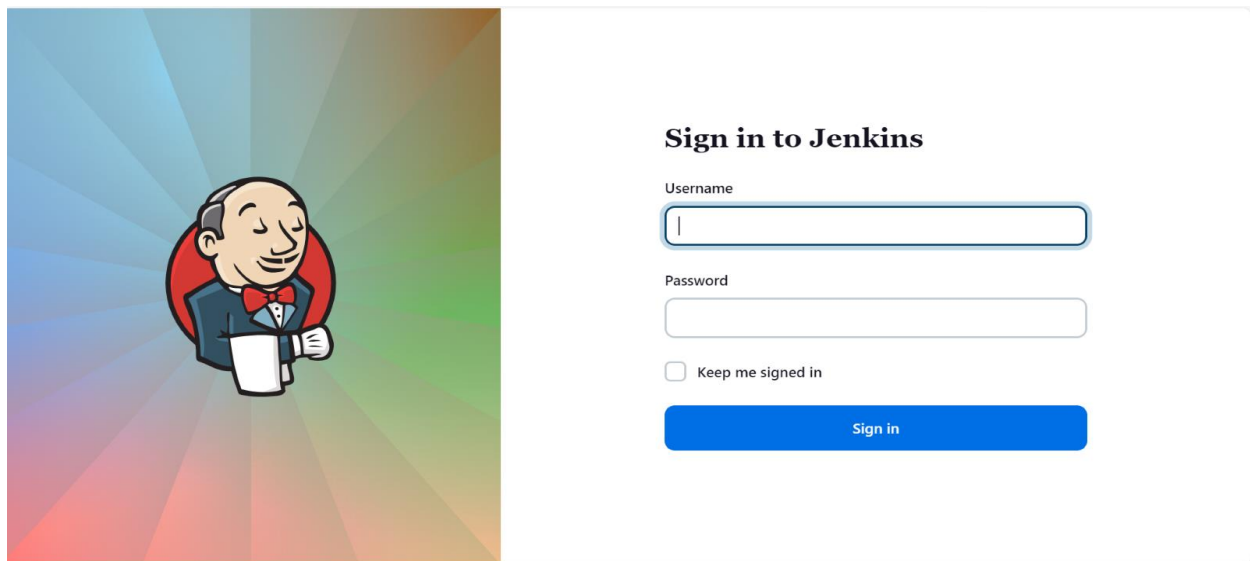 Sign in to Jenkins
Username
Password
Keep me signed in
Sign in